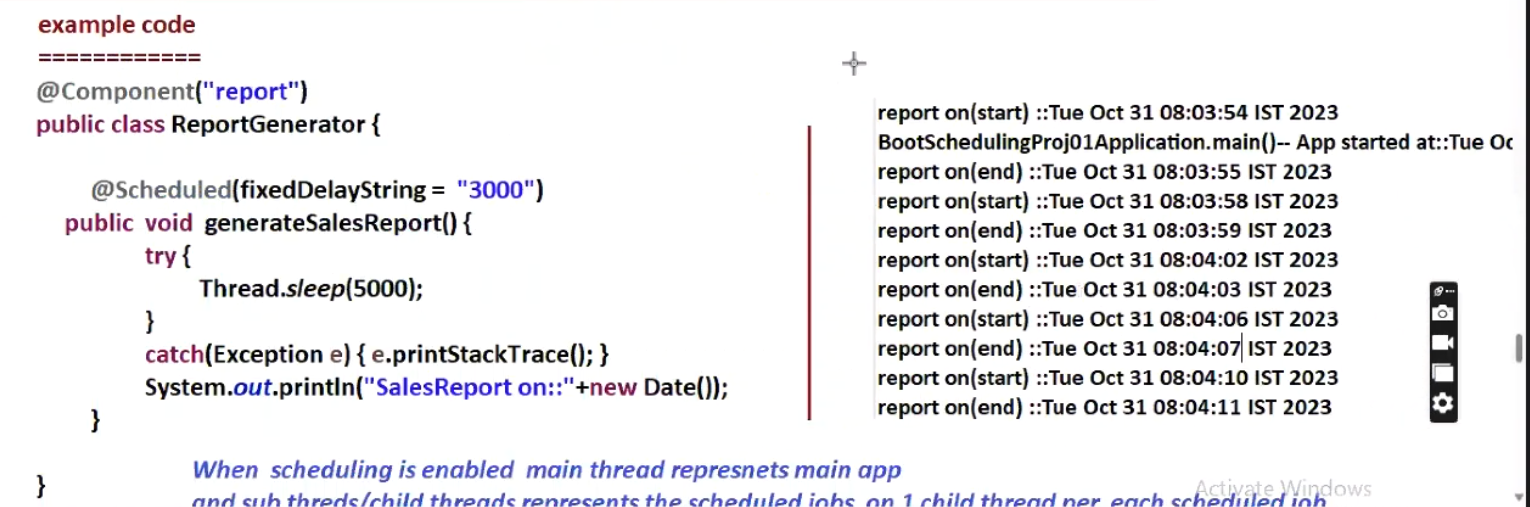 example code
============
@Component("report")
public class ReportGenerator {
@Scheduled(fixedDelayString = "3000")
public void generateSalesReport() {
try {
Thread.sleep(5000);
}
catch(Exception e) { e.printStackTrace(); }
System.out.println("SalesReport on::"+new Date());
}
}
report on(start) ::Tue Oct 31 08:03:54 IST 2023
BootSchedulingProj01Application.main()-- App started at::Tue Oc
report on(end) ::Tue Oct 31 08:03:55 IST 2023
report on(start) ::Tue Oct 31 08:03:58 IST 2023
report on(end) ::Tue Oct 31 08:03:59 IST 2023
report on(start) ::Tue Oct 31 08:04:02 IST 2023
report on(end) ::Tue Oct 31 08:04:03 IST 2023
report on(start) ::Tue Oct 31 08:04:06 IST 2023
report on(end) ::Tue Oct 31 08:04:07 IST 2023
report on(start) ::Tue Oct 31 08:04:10 IST 2023
report on(end) ::Tue Oct 31 08:04:11 IST 2023
When scheduling is enabled main thread represnets main app
and sub threds/child threads represents the scheduled jobs on 1 child thread per each scheduled job
Activate Windows